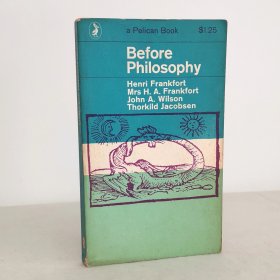 a Pelican Book $1.25
Before
Philosophy
Henri Frankfort
Mrs H. A. Frankfort
John A. Wilson
Thorkild Jacobsen